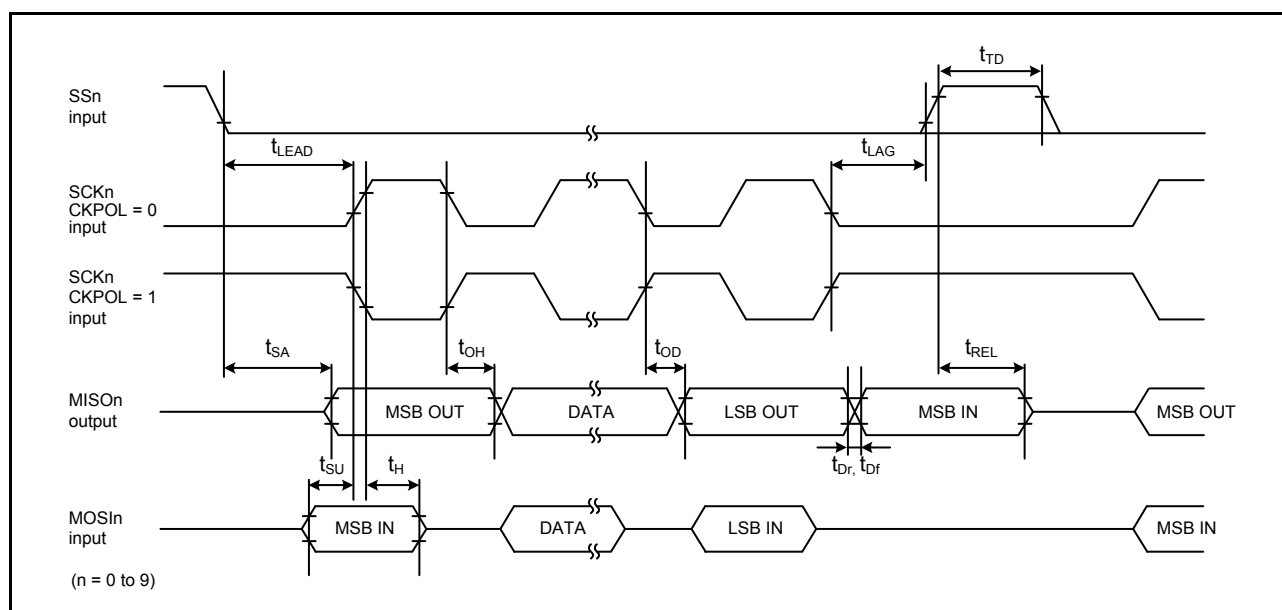 tTD
SSn
input
tLEAD
tLAG
SCKn
CKPOL = 0
input
SCKn
CKPOL = 1
input
tSA
tOH
tOD
tREL
MISOn
output
MSB OUT
DATA
LSB OUT
MSB IN
MSB OUT
tSU
tH
tDr, tDf
MOSIn
input
MSB IN
DATA
LSB IN
MSB IN
(n = 0 to 9)